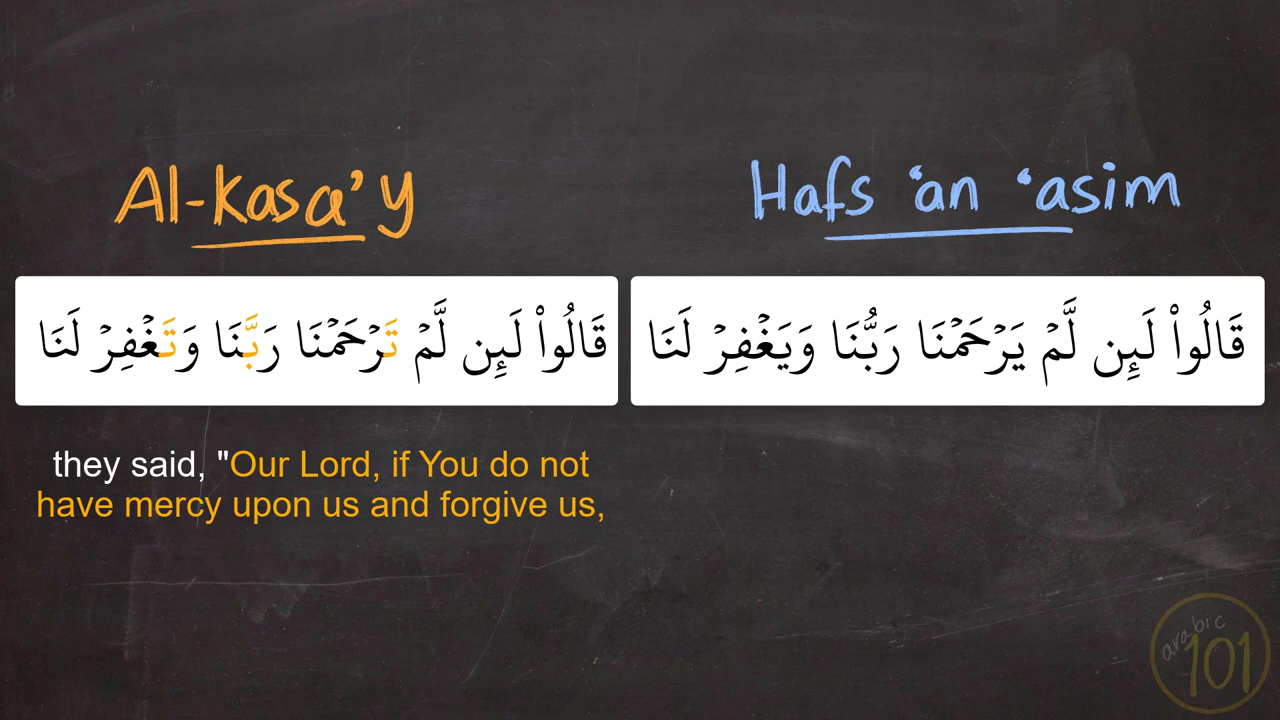 Al-kasa'y
Hafs 'an 'asim
قَالُوا۟ لَئِن لَّمْ تَرْحَمْنَا رَبَّنَا وَتَغْفِرْ لَنَا
قَالُوا۟ لَئِن لَّمْ يَرْحَمْنَا رَبُّنَا وَيَغْفِرْ لَنَا
they said, "Our Lord, if You do not
have mercy upon us and forgive us,
arabic
101